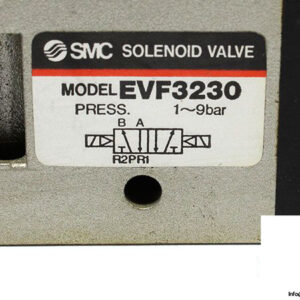 SMC SOLENOID VALVE
MODEL EVF3230
PRESS. 1~9bar
B A
R2PR1